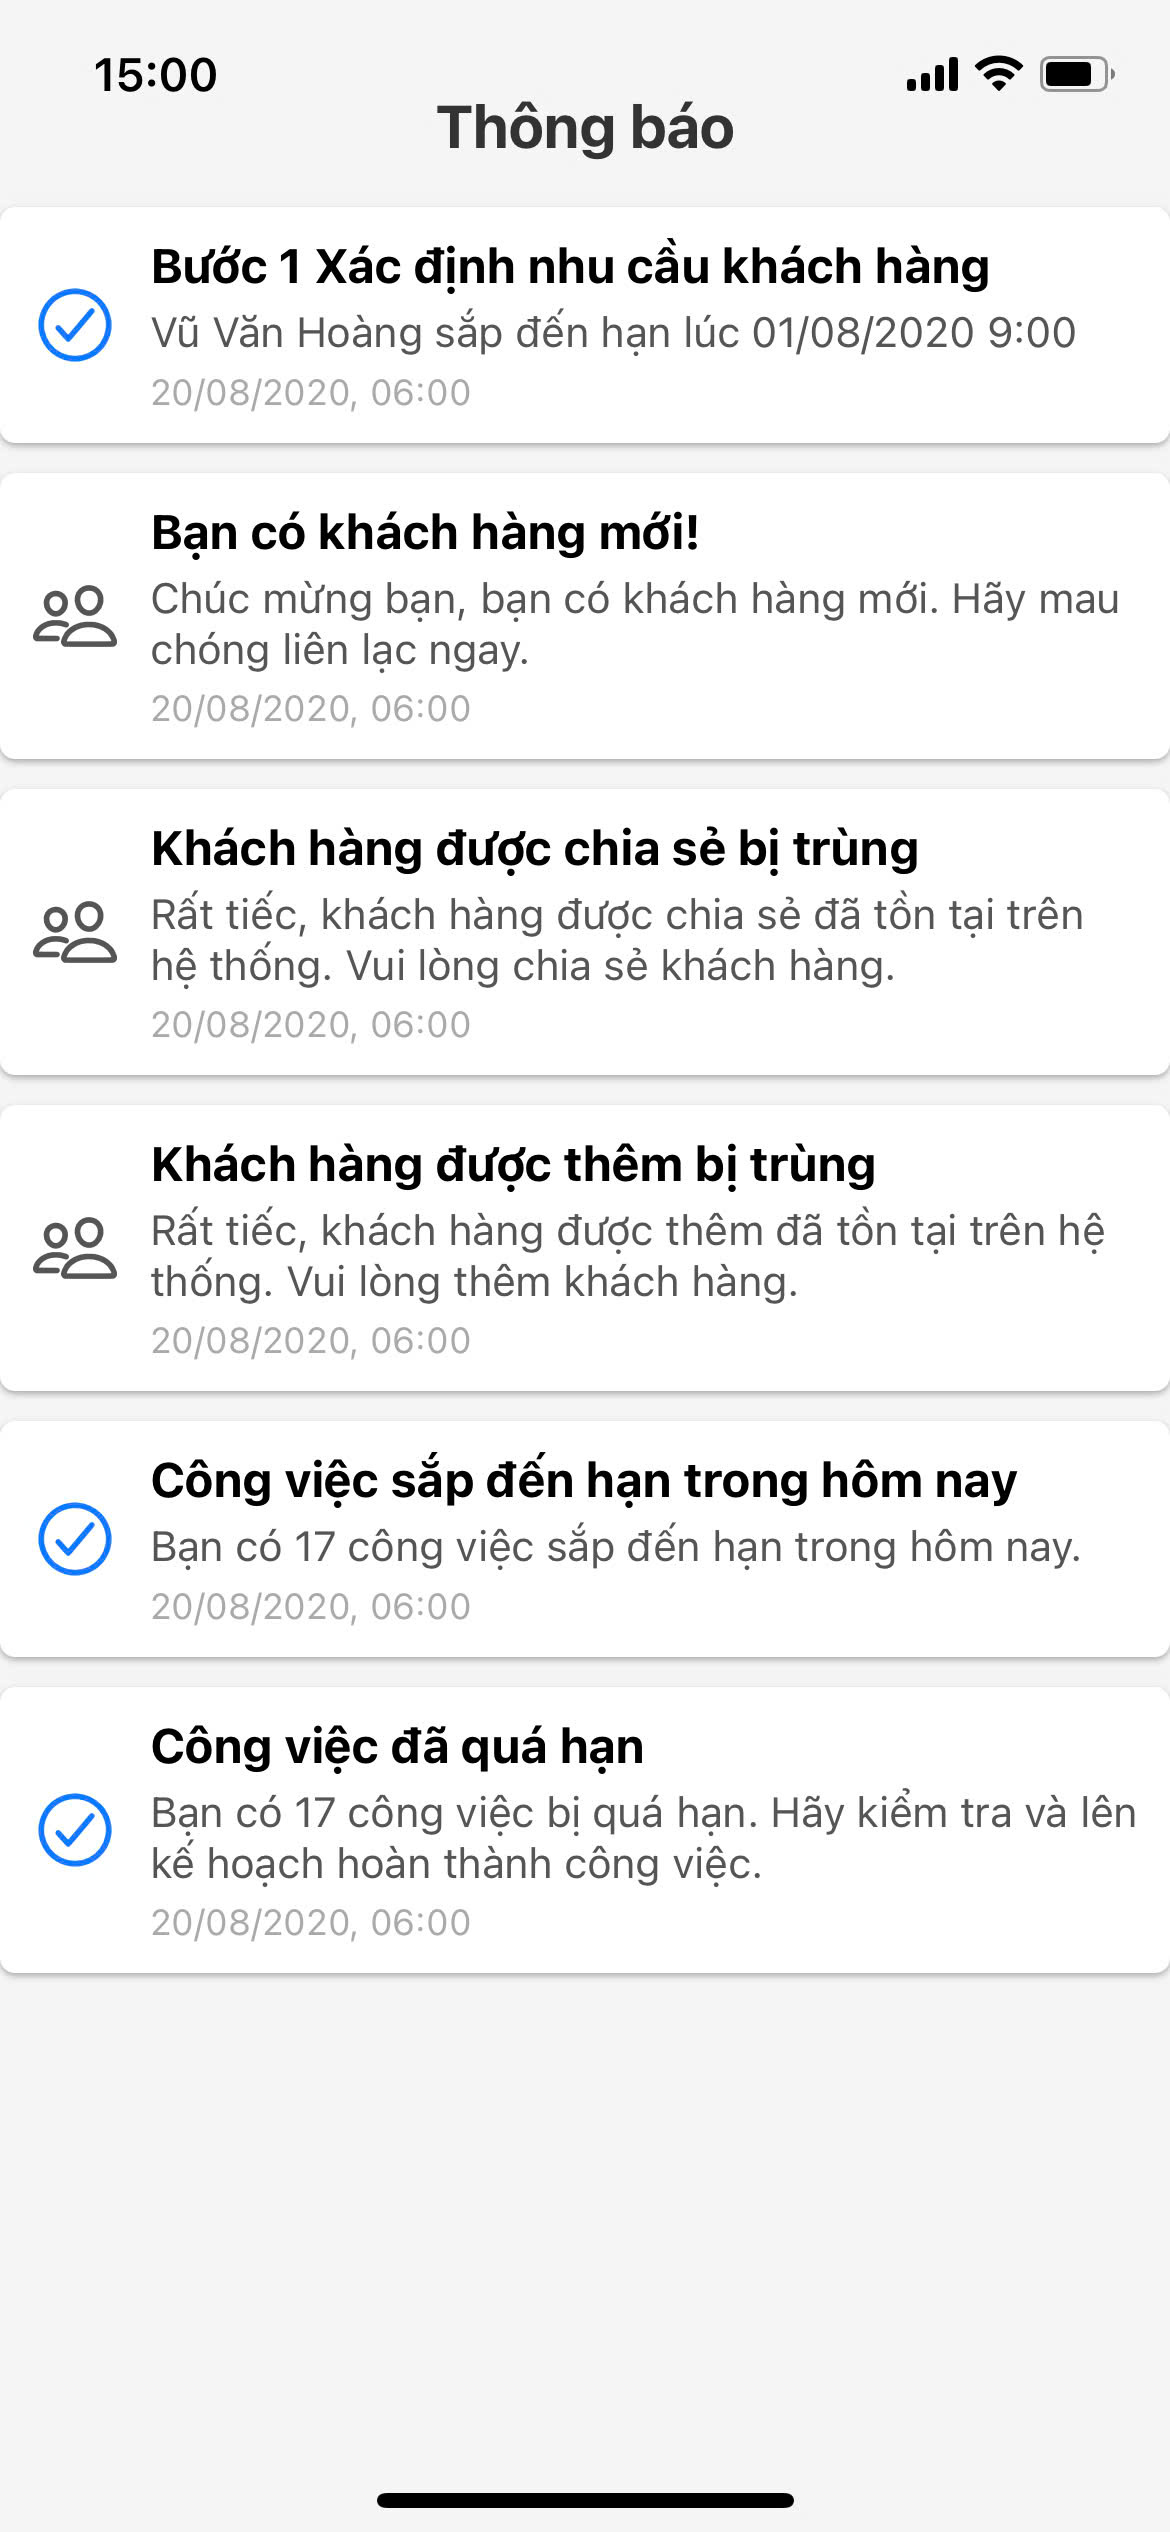 15:00
Thông báo
Bước 1 Xác định nhu cầu khách hàng
Vũ Văn Hoàng sắp đến hạn lúc 01/08/2020 9:00
20/08/2020, 06:00
Bạn có khách hàng mới!
Chúc mừng bạn, bạn có khách hàng mới. Hãy mau
chóng liên lạc ngay.
20/08/2020, 06:00
Khách hàng được chia sẻ bị trùng
Rất tiếc, khách hàng được chia sẻ đã tồn tại trên
hệ thống. Vui lòng chia sẻ khách hàng.
20/08/2020, 06:00
Khách hàng được thêm bị trùng
Rất tiếc, khách hàng được thêm đã tồn tại trên hệ
thống. Vui lòng thêm khách hàng.
20/08/2020, 06:00
Công việc sắp đến hạn trong hôm nay
Bạn có 17 công việc sắp đến hạn trong hôm nay.
20/08/2020, 06:00
Công việc đã quá hạn
Bạn có 17 công việc bị quá hạn. Hãy kiểm tra và lên
kế hoạch hoàn thành công việc.
20/08/2020, 06:00